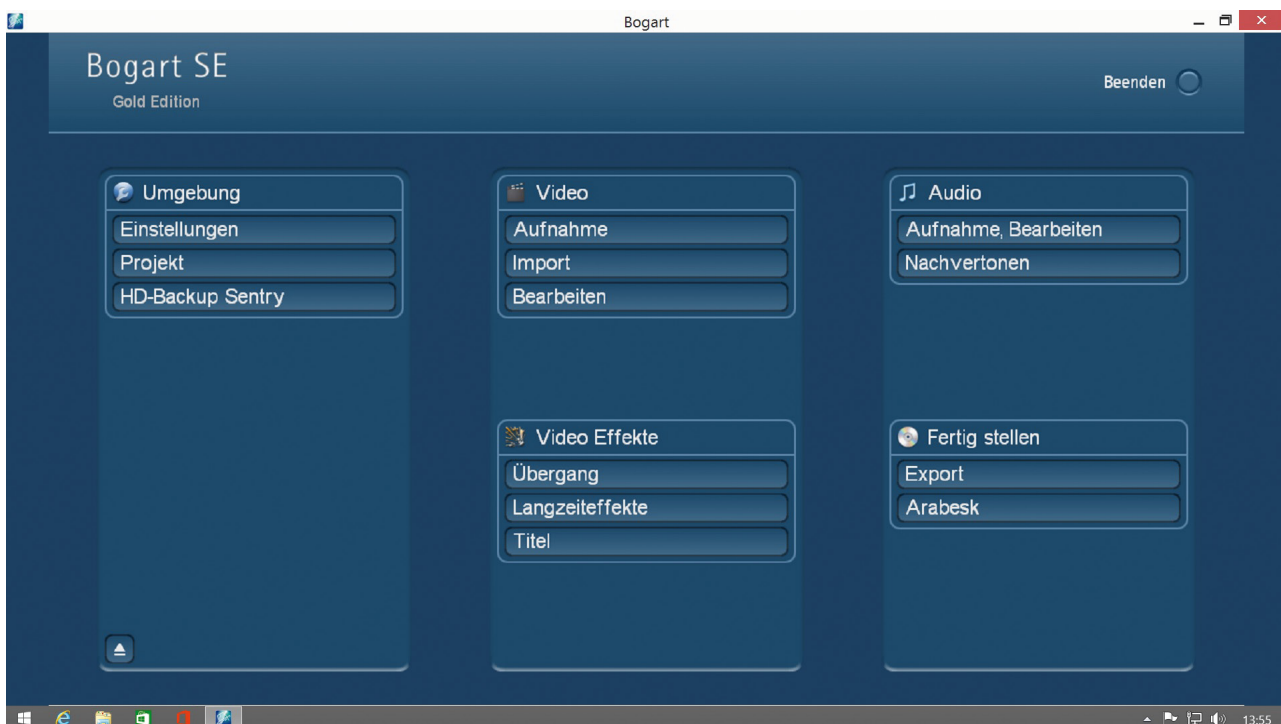 Bogart
Bogart SE
Gold Edition
Beenden
Umgebung
Einstellungen
Projekt
HD-Backup Sentry
Video
Aufnahme
Import
Bearbeiten
Audio
Aufnahme, Bearbeiten
Nachvertonen
Video Effekte
Übergang
Langzeiteffekte
Titel
Fertig stellen
Export
Arabesk
13:55